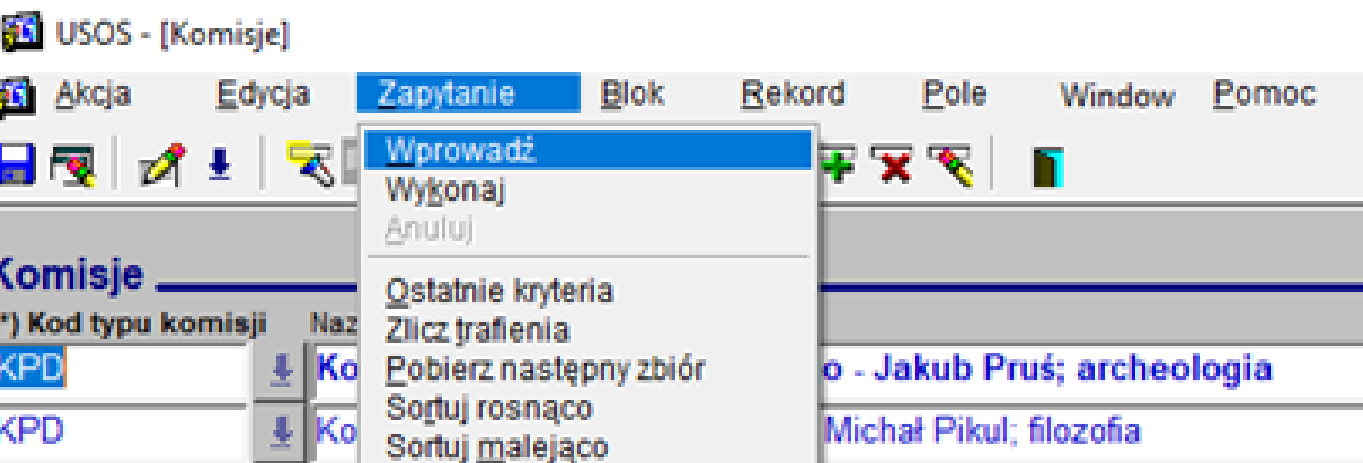 USOS - [Komisje]
Akcja Edycja Zapytanie Blok Rekord Pole Window Pomoc
Wprowadź
Wykonaj
Anuluj
Komisje
Ostatnie kryteria
*) Kod typu komisji Naz
Zlicz trafienia
KPD Ko
Pobierz następny zbiór
o - Jakub Pruś; archeologia
Sortuj rosnąco
KPD Ko
Sortuj malejąco
Michał Pikul; filozofia